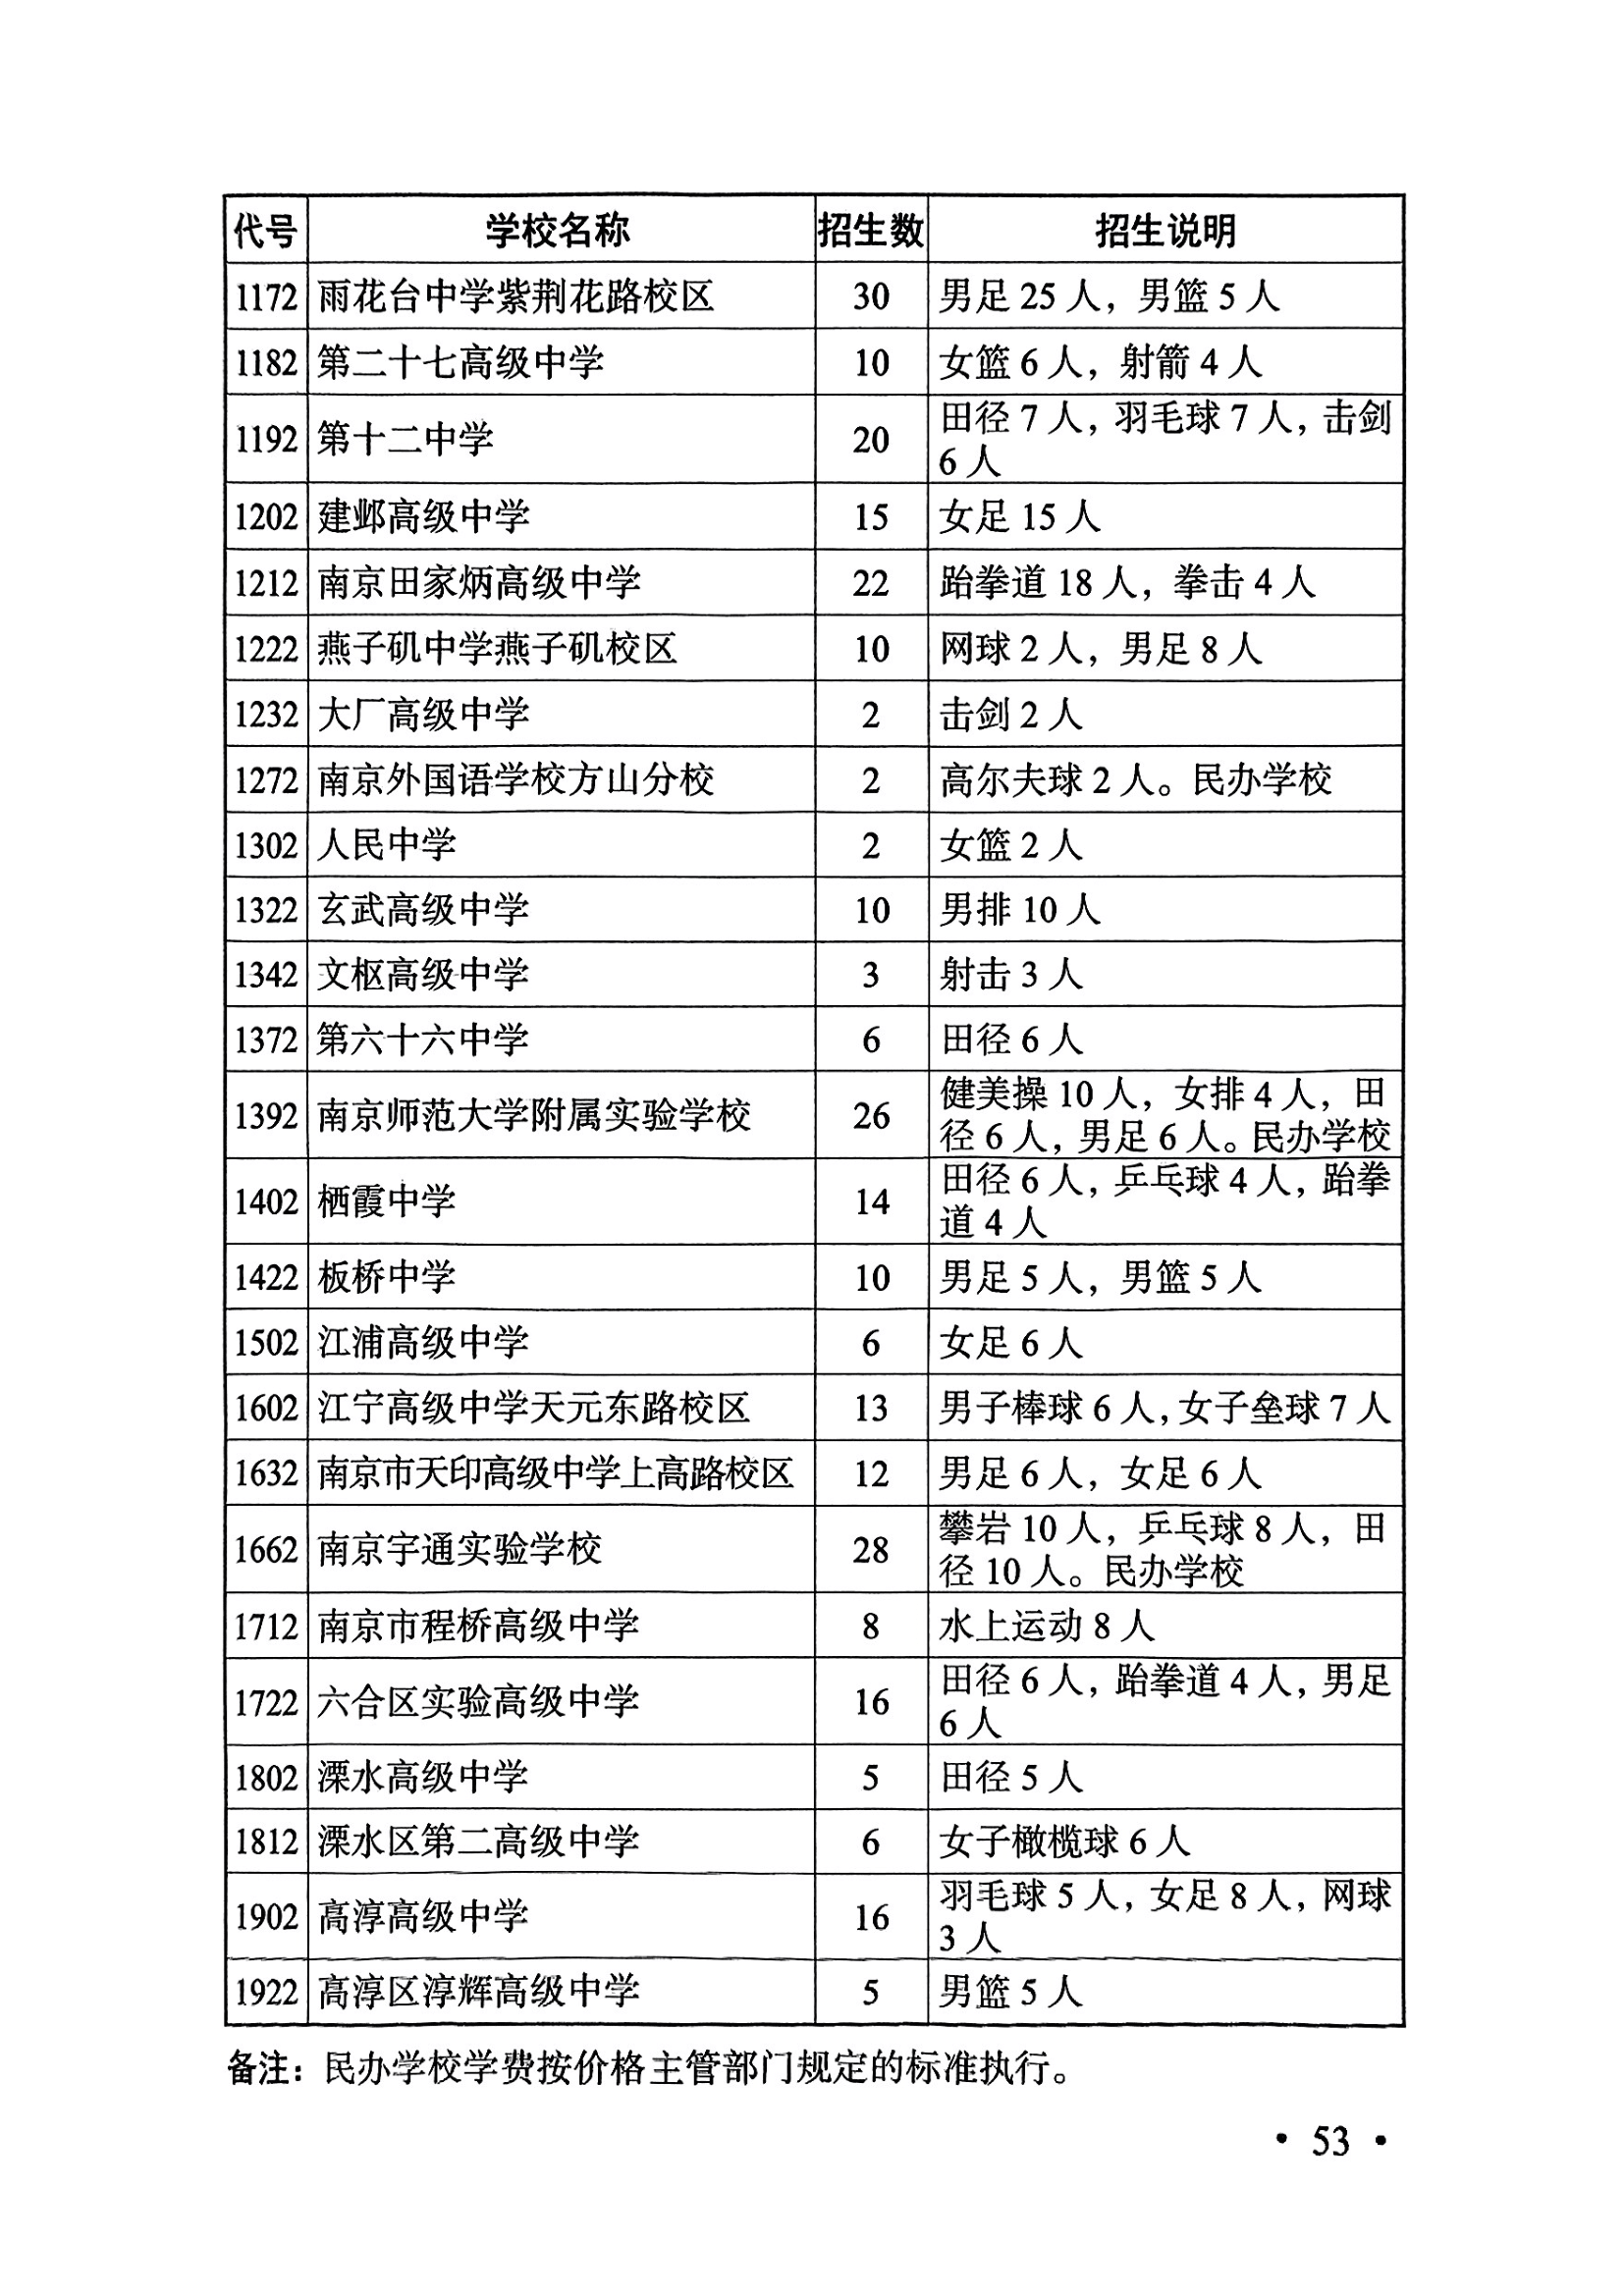 代号 学校名称 招生数 招生说明
1172 雨花台中学紫荆花路校区 30 男足 25 人，男篮 5 人
1182 第二十七高级中学 10 女篮 6 人，射箭 4 人
1192 第十二中学 20 田径 7 人，羽毛球 7 人，击剑
6 人
1202 建邺高级中学 15 女足 15 人
1212 南京田家炳高级中学 22 跆拳道 18 人，拳击 4 人
1222 燕子矶中学燕子矶校区 10 网球 2 人，男足 8 人
1232 大厂高级中学 2 击剑 2 人
1272 南京外国语学校方山分校 2 高尔夫球 2 人。民办学校
1302 人民中学 2 女篮 2 人
1322 玄武高级中学 10 男排 10 人
1342 文枢高级中学 3 射击 3 人
1372 第六十六中学 6 田径 6 人
1392 南京师范大学附属实验学校 26 健美操 10 人，女排 4 人，田
径 6 人，男足 6 人。民办学校
1402 栖霞中学 14 田径 6 人，乒乓球 4 人，跆拳
道 4 人
1422 板桥中学 10 男足 5 人，男篮 5 人
1502 江浦高级中学 6 女足 6 人
1602 江宁高级中学天元东路校区 13 男子棒球 6 人，女子垒球 7 人
1632 南京市天印高级中学上高路校区 12 男足 6 人，女足 6 人
1662 南京宇通实验学校 28 攀岩 10 人，乒乓球 8 人，田
径 10 人。民办学校
1712 南京市程桥高级中学 8 水上运动 8 人
1722 六合区实验高级中学 16 田径 6 人，跆拳道 4 人，男足
6 人
1802 溧水高级中学 5 田径 5 人
1812 溧水区第二高级中学 6 女子橄榄球 6 人
1902 高淳高级中学 16 羽毛球 5 人，女足 8 人，网球
3 人
1922 高淳区淳辉高级中学 5 男篮 5 人
备注：民办学校学费按价格主管部门规定的标准执行。
· 53 ·